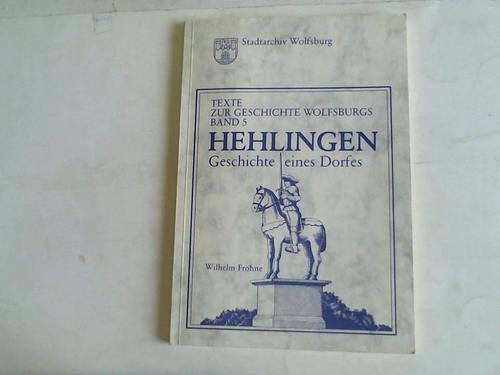 Stadtarchiv Wolfsburg
TEXTE
ZUR GESCHICHTE WOLFSBURGS
BAND 5
HEHLINGEN
Geschichte eines Dorfes
Wilhelm Frohne